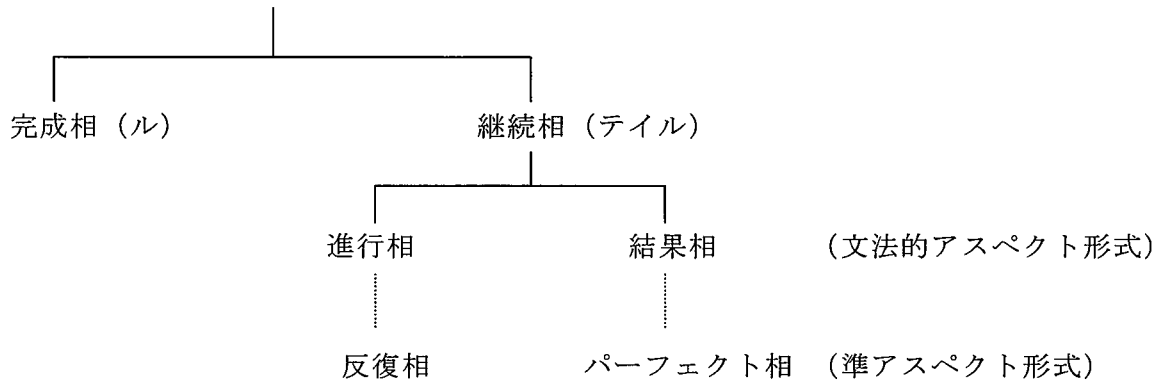 完成相（ル） 継続相（テイル）
進行相 結果相 （文法的アスペクト形式）
反復相 パーフェクト相 （準アスペクト形式）